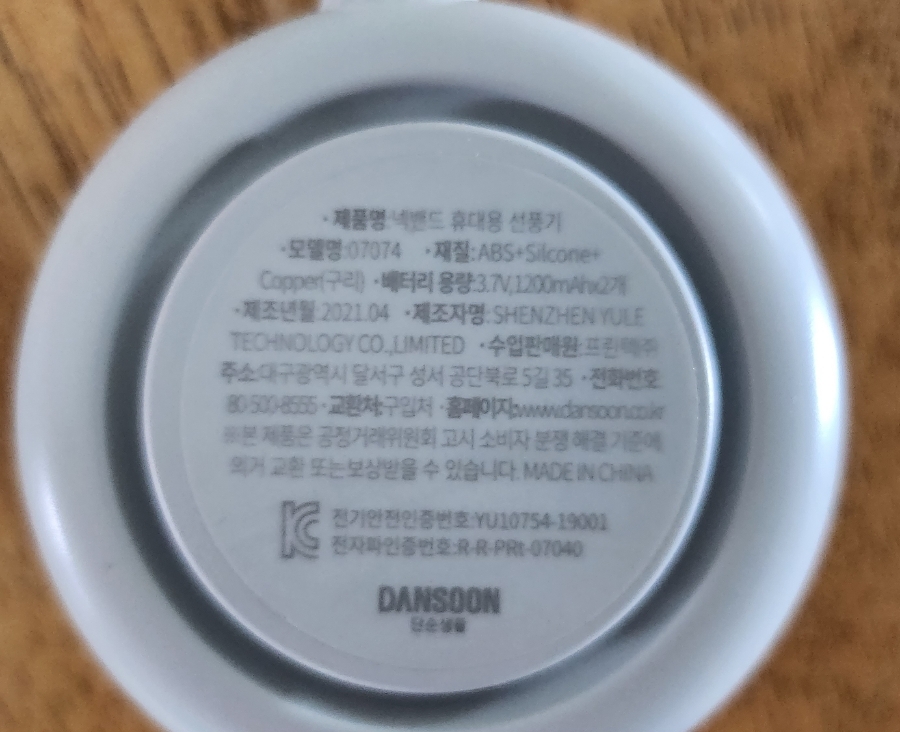 ·제품명:넥밴드 휴대용 선풍기
·모델명:07074 ·재질:ABS+Silcone+
Copper(구리) ·배터리 용량:3.7V,1200mAhx2개
·제조년월:2021.04 ·제조자명:SHENZHEN YULE
TECHNOLOGY CO.,LIMITED ·수입판매원:
주소:대구광역시 달서구 성서 공단북로 5길 35 ·전화번호
80-500-8555 ·교환처:구입처 ·홈페이지:www.dansoon.co.kr
※본 제품은 공정거래위원회 고시 소비자 분쟁 해결 기준에
의거 교환 또는보상받을 수 있습니다. MADE IN CHINA
전기안전인증번호:YU10754-19001
전자파인증번호:R-R-PRt-07040
DANSOON
단순생활